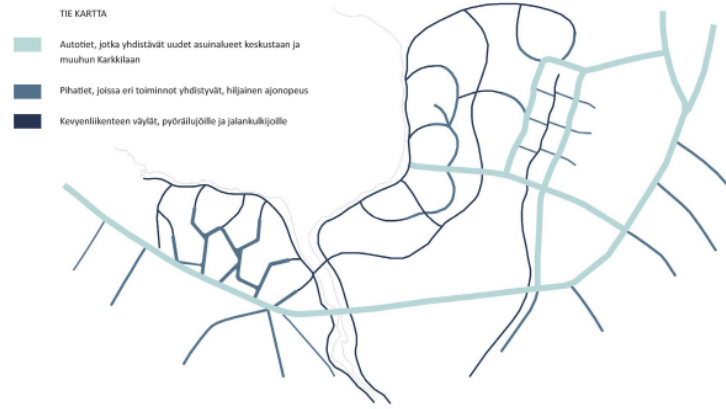 TIE KARTTA
Autotiet, jotka yhdistävät uudet asuinalueet keskustaan ja
muuhun Karkkilaan
Pihatiet, joissa eri toiminnot yhdistyvät, hiljainen ajonopeus
Kevyenliikenteen väylät, pyöräilujöille ja jalankulkijoille